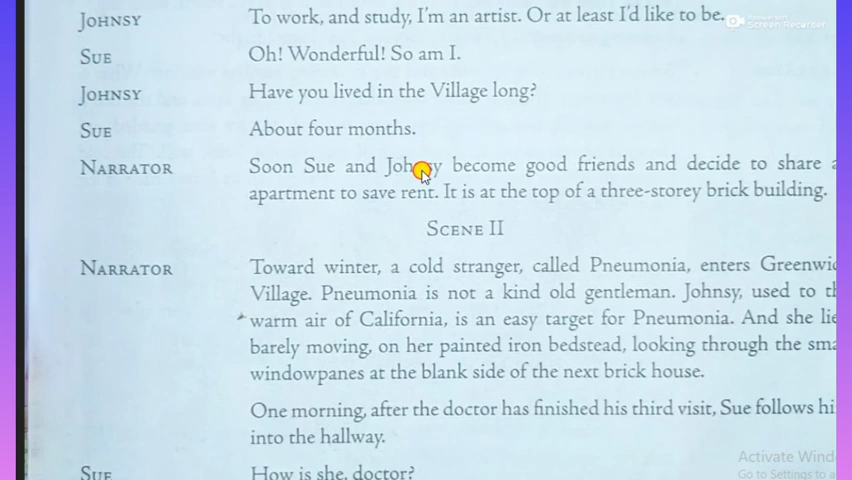 JOHNSY To work, and study, I'm an artist. Or at least I'd like to be.
SUE Oh! Wonderful! So am I.
JOHNSY Have you lived in the Village long?
SUE About four months.
NARRATOR Soon Sue and Johnsy become good friends and decide to share
apartment to save rent. It is at the top of a three-storey brick building.
SCENE II
NARRATOR Toward winter, a cold stranger, called Pneumonia, enters Greenwic
Village. Pneumonia is not a kind old gentleman. Johnsy, used to th
warm air of California, is an easy target for Pneumonia. And she lie
barely moving, on her painted iron bedstead, looking through the sma
windowpanes at the blank side of the next brick house.
One morning, after the doctor has finished his third visit, Sue follows hi
into the hallway.
SUE How is she, doctor?
Screen Recorder
Activate Wind
Go to Settings to a